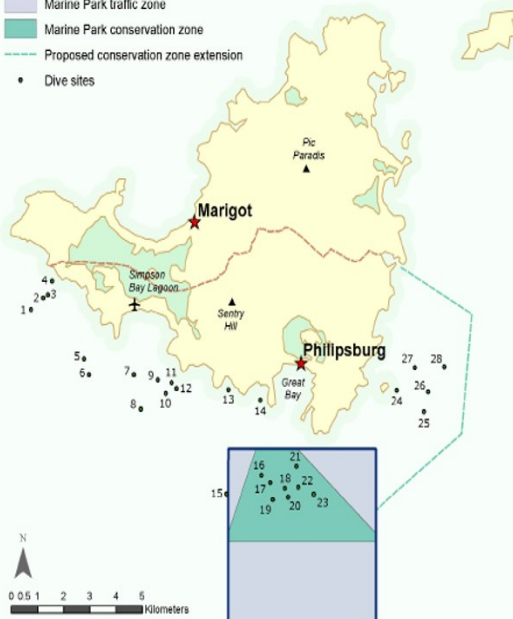 Marine Park traffic zone
Marine Park conservation zone
Proposed conservation zone extension
Dive sites
Pic
Paradis
Marigot
Simpson
Bay Lagoon
Sentry
Hill
Philipsburg
Great
Bay
4
2
3
1
5
6
7
9
11
12
10
8
13
14
27
28
24
26
25
21
16
18
22
17
15
19
20
23
N
0 0.5 1 2 3 4 5
Kilometers